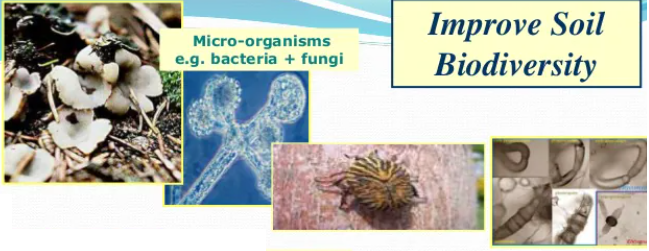 Improve Soil
Biodiversity
Micro-organisms
e.g. bacteria + fungi